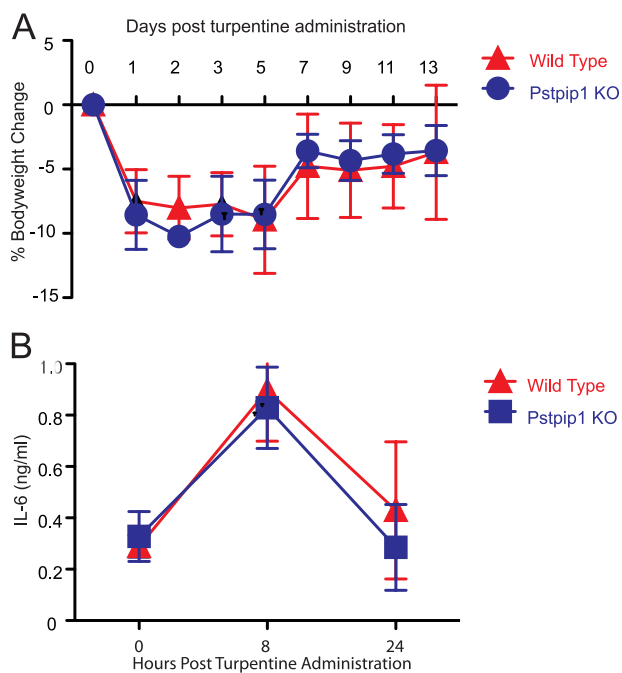 A
Days post turpentine administration
5
0 1 2 3 5 7 9 11 13
0
-5
-10
-15
% Bodyweight Change
Wild Type
Pstpip1 KO
B
1.0
0.8
0.6
0.4
0.2
0
IL-6 (ng/ml)
Wild Type
Pstpip1 KO
0 8 24
Hours Post Turpentine Administration